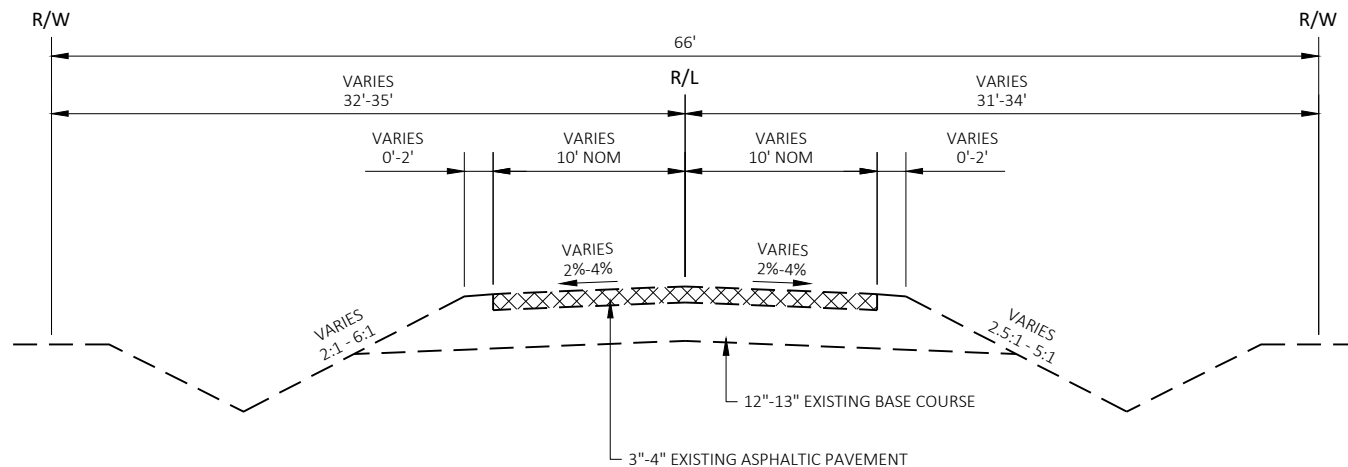 R/W
R/W
66'
R/L
VARIES
32'-35'
VARIES
31'-34'
VARIES
0'-2'
VARIES
10' NOM
VARIES
10' NOM
VARIES
0'-2'
VARIES
2%-4%
VARIES
2%-4%
VARIES
2:1 - 6:1
VARIES
2.5:1 - 5:1
12"-13" EXISTING BASE COURSE
3"-4" EXISTING ASPHALTIC PAVEMENT